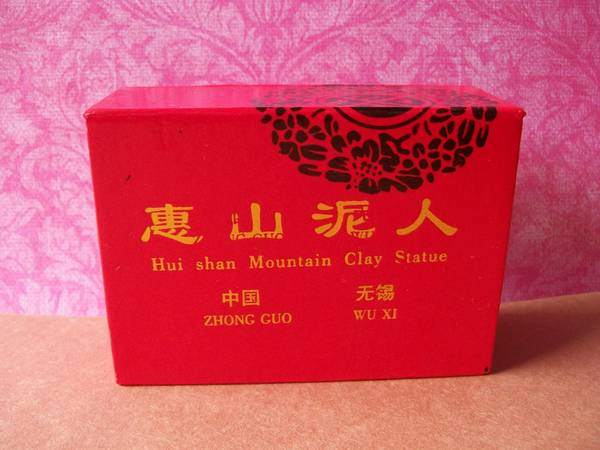 惠山泥人
Hui shan Mountain Clay Statue
中国 无锡
ZHONG GUO WU XI